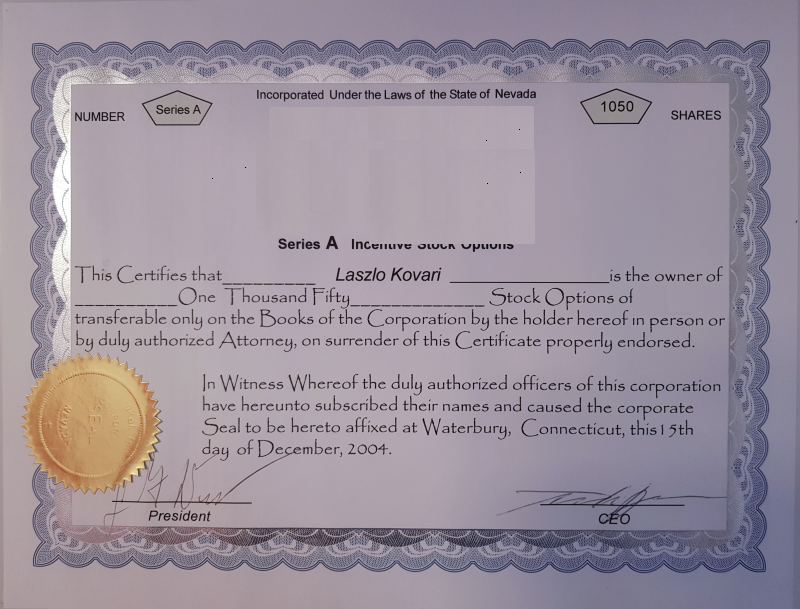 Incorporated Under the Laws of the State of Nevada
NUMBER Series A 1050 SHARES
Series A Incentive Stock Options
This Certifies that_________ Laszlo Kovari ________________is the owner of
__________One Thousand Fifty_____________ Stock Options of
transferable only on the Books of the Corporation by the holder hereof in person or
by duly authorized Attorney, on surrender of this Certificate properly endorsed.
In Witness Whereof the duly authorized officers of this corporation
have hereunto subscribed their names and caused the corporate
Seal to be hereto affixed at Waterbury, Connecticut, this15th
day of December, 2004.
President CEO